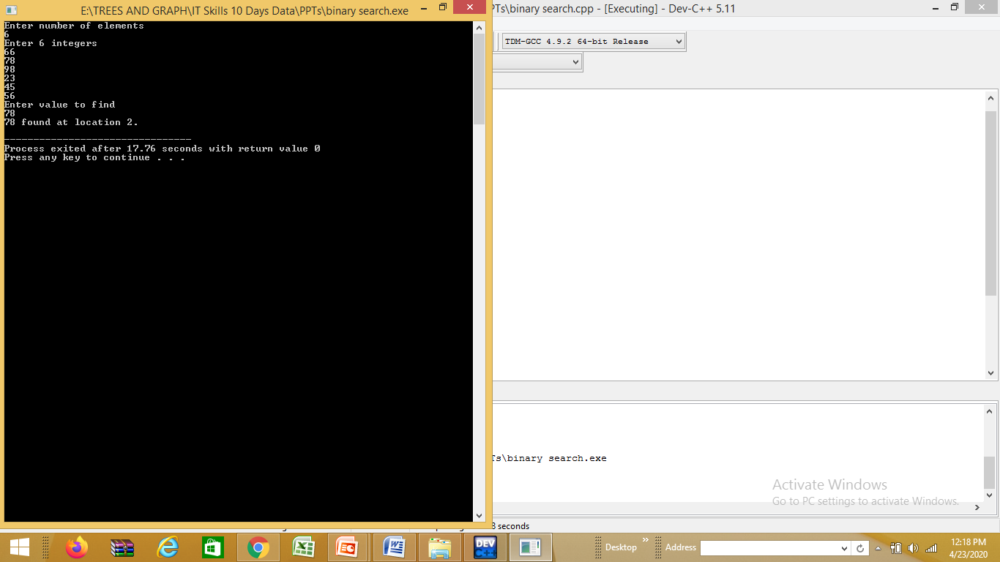 E:\TREES AND GRAPH\IT Skills 10 Days Data\PPTs\binary search.exe
PTs\binary search.cpp - [Executing] - Dev-C++ 5.11
TDM-GCC 4.9.2 64-bit Release
Enter number of elements
6
Enter 6 integers
66
78
98
23
45
56
Enter value to find
78
78 found at location 2.
--------------------------------
Process exited after 17.76 seconds with return value 0
Press any key to continue . . .
Ts\binary search.exe
Activate Windows
Go to PC settings to activate Windows.
8 seconds
DEV C++
Desktop
»
Address
12:18 PM
4/23/2020